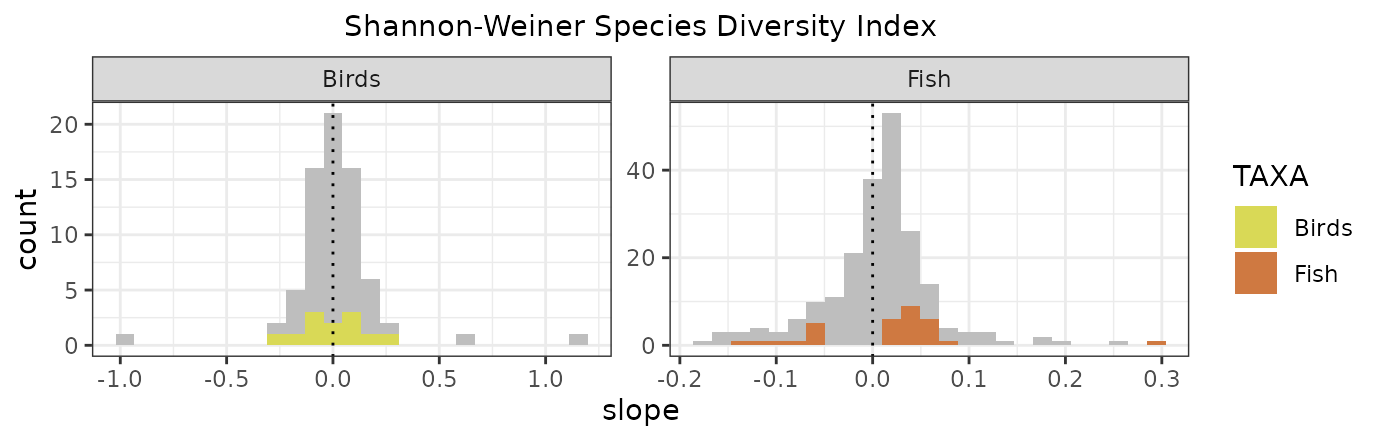 Shannon-Weiner Species Diversity Index
Birds
Fish
count
20
15
10
5
0
40
20
0
-1.0 -0.5 0.0 0.5 1.0
-0.2 -0.1 0.0 0.1 0.2 0.3
slope
TAXA
Birds
Fish